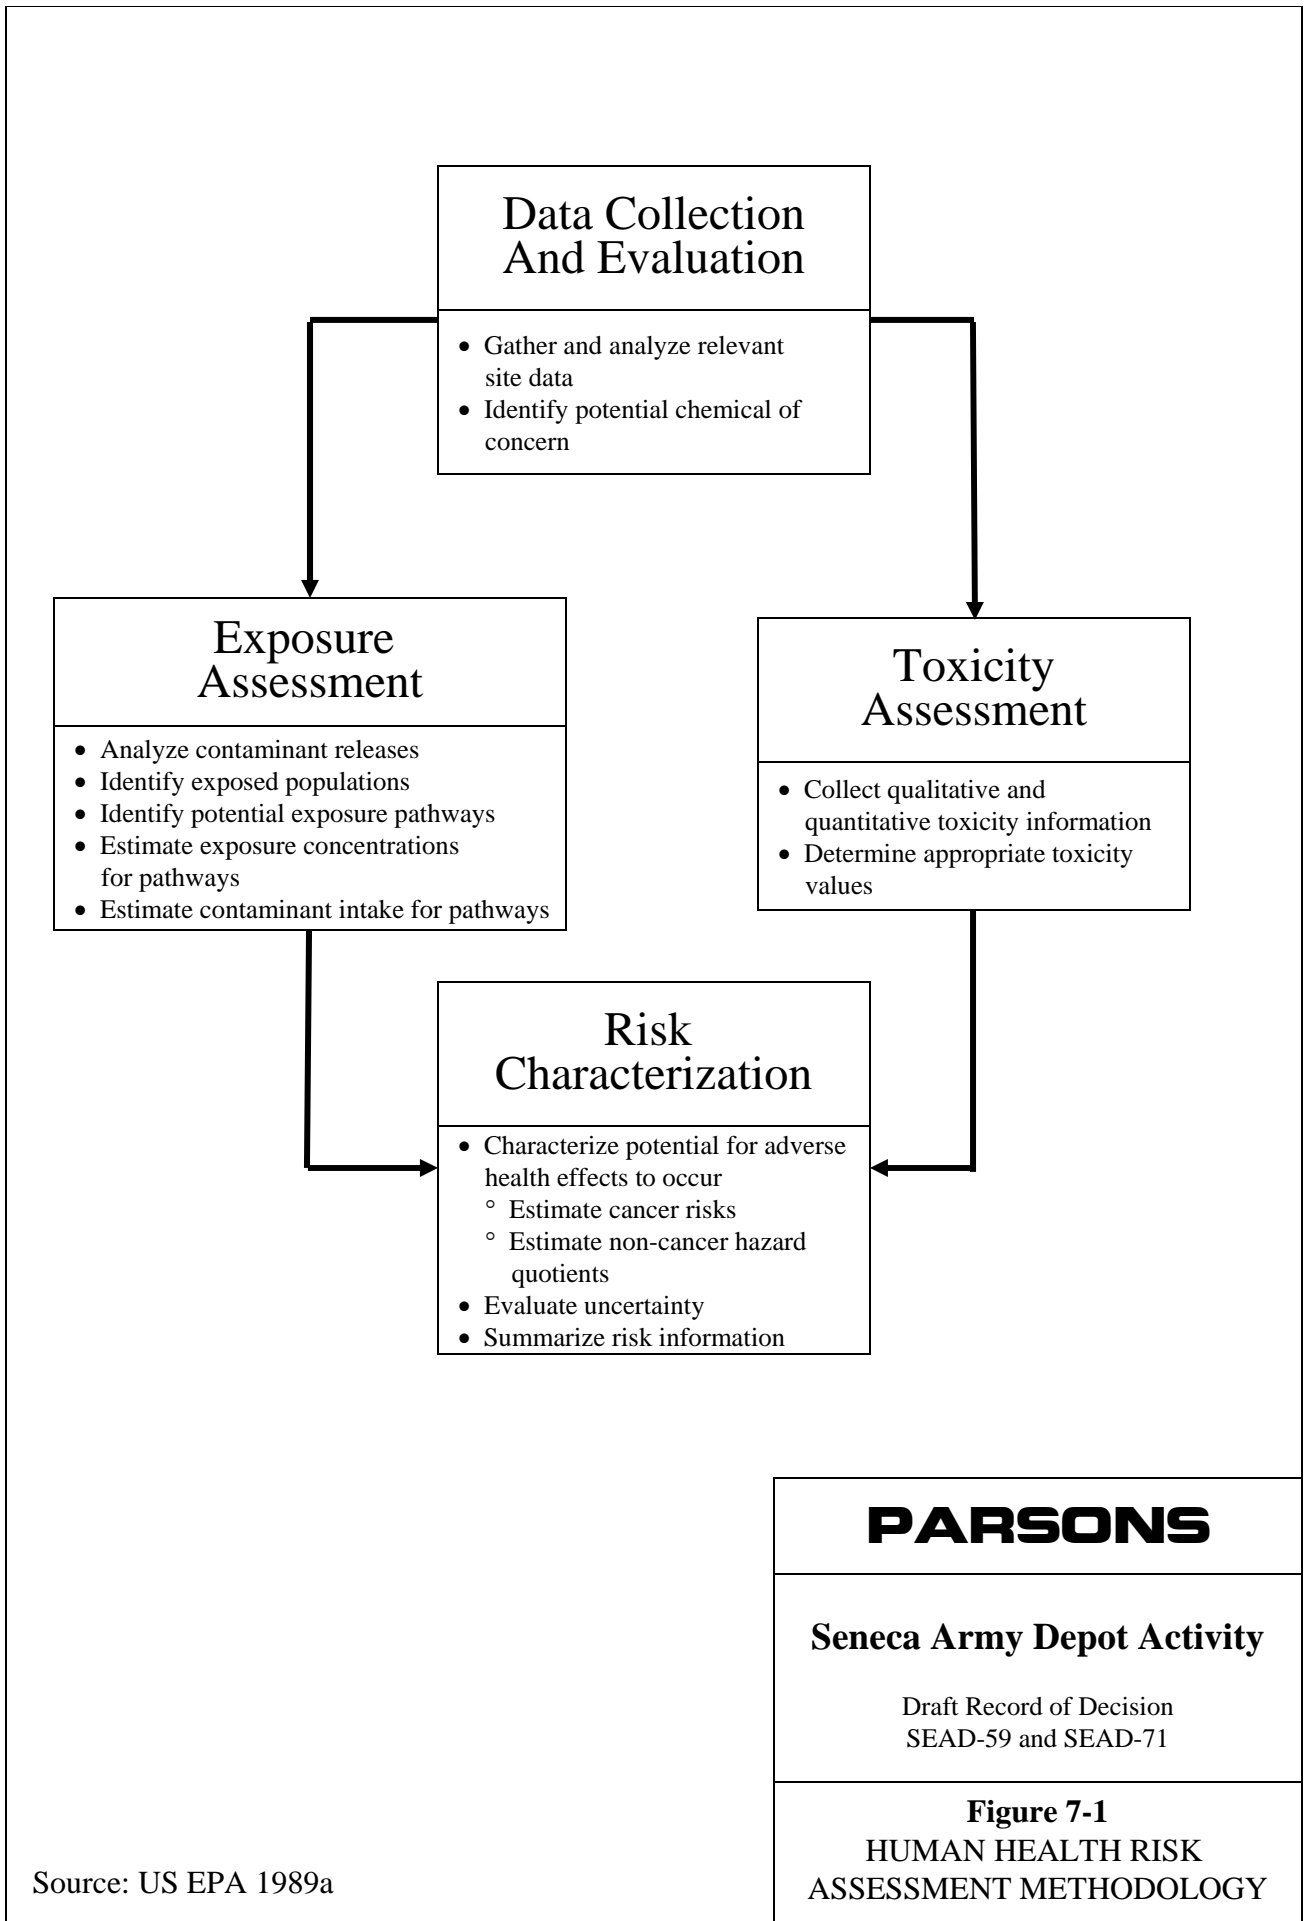 Data Collection
And Evaluation
• Gather and analyze relevant
site data
• Identify potential chemical of
concern
Exposure
Assessment
• Analyze contaminant releases
• Identify exposed populations
• Identify potential exposure pathways
• Estimate exposure concentrations
for pathways
• Estimate contaminant intake for pathways
Toxicity
Assessment
• Collect qualitative and
quantitative toxicity information
• Determine appropriate toxicity
values
Risk
Characterization
• Characterize potential for adverse
health effects to occur
° Estimate cancer risks
° Estimate non-cancer hazard
quotients
• Evaluate uncertainty
• Summarize risk information
PARSONS
Seneca Army Depot Activity
Draft Record of Decision
SEAD-59 and SEAD-71
Figure 7-1
HUMAN HEALTH RISK
ASSESSMENT METHODOLOGY
Source: US EPA 1989a